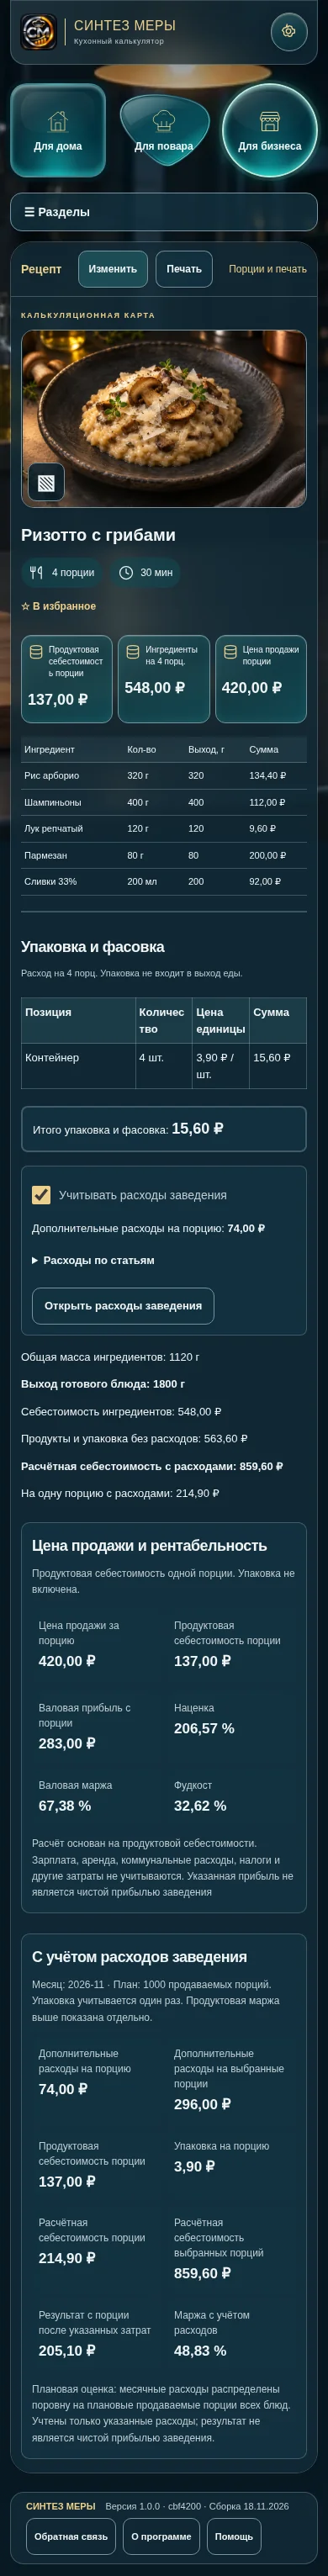 СИНТЕЗ МЕРЫ
Кухонный калькулятор
Для дома
Для повара
Для бизнеса
☰ Разделы
Рецепт
Изменить
Печать
Порции и печать
КАЛЬКУЛЯЦИОННАЯ КАРТА
Ризотто с грибами
4 порции
30 мин
☆ В избранное
Продуктовая
себестоимост
ь порции
137,00 ₽
Ингредиенты
на 4 порц.
548,00 ₽
Цена продажи
порции
420,00 ₽
Ингредиент Кол-во Выход, г Сумма
Рис арборио 320 г 320 134,40 ₽
Шампиньоны 400 г 400 112,00 ₽
Лук репчатый 120 г 120 9,60 ₽
Пармезан 80 г 80 200,00 ₽
Сливки 33% 200 мл 200 92,00 ₽
Упаковка и фасовка
Расход на 4 порц. Упаковка не входит в выход еды.
Позиция Количес Цена Сумма
тво единицы
Контейнер 4 шт. 3,90 ₽ / 15,60 ₽
шт.
Итого упаковка и фасовка: 15,60 ₽
Учитывать расходы заведения
Дополнительные расходы на порцию: 74,00 ₽
▶ Расходы по статьям
Открыть расходы заведения
Общая масса ингредиентов: 1120 г
Выход готового блюда: 1800 г
Себестоимость ингредиентов: 548,00 ₽
Продукты и упаковка без расходов: 563,60 ₽
Расчётная себестоимость с расходами: 859,60 ₽
На одну порцию с расходами: 214,90 ₽
Цена продажи и рентабельность
Продуктовая себестоимость одной порции. Упаковка не
включена.
Цена продажи за
порцию
420,00 ₽
Продуктовая
себестоимость порции
137,00 ₽
Валовая прибыль с
порции
283,00 ₽
Наценка
206,57 %
Валовая маржа
67,38 %
Фудкост
32,62 %
Расчёт основан на продуктовой себестоимости.
Зарплата, аренда, коммунальные расходы, налоги и
другие затраты не учитываются. Указанная прибыль не
является чистой прибылью заведения
С учётом расходов заведения
Месяц: 2026-11 · План: 1000 продаваемых порций.
Упаковка учитывается один раз. Продуктовая маржа
выше показана отдельно.
Дополнительные
расходы на порцию
74,00 ₽
Дополнительные
расходы на выбранные
порции
296,00 ₽
Продуктовая
себестоимость порции
137,00 ₽
Упаковка на порцию
3,90 ₽
Расчётная
себестоимость порции
214,90 ₽
Расчётная
себестоимость
выбранных порций
859,60 ₽
Результат с порции
после указанных затрат
205,10 ₽
Маржа с учётом
расходов
48,83 %
Плановая оценка: месячные расходы распределены
поровну на плановые продаваемые порции всех блюд.
Учтены только указанные расходы; результат не
является чистой прибылью заведения.
СИНТЕЗ МЕРЫ Версия 1.0.0 · cbf4200 · Сборка 18.11.2026
Обратная связь
О программе
Помощь